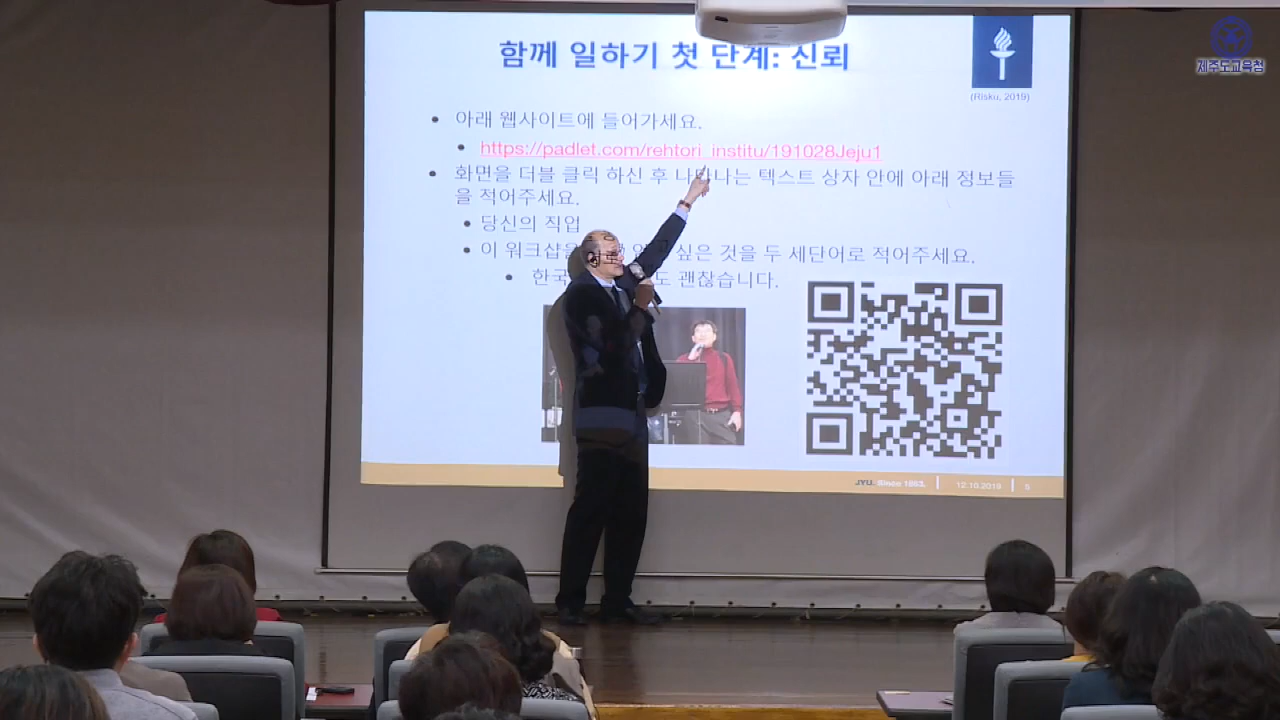 제주도교육청
함께 일하기 첫 단계: 신뢰
(Risku, 2019)
아래 웹사이트에 들어가세요.
https://padlet.com/rehtori_institu/191028Jeju1
화면을 더블 클릭 하신 후 나타나는 텍스트 상자 안에 아래 정보들
을 적어주세요.
당신의 직업
이 워크샵을 싶은 것을 두 세단어로 적어주세요.
한국 도 괜찮습니다.
JYU. Since 1863.
12.10.2019
5